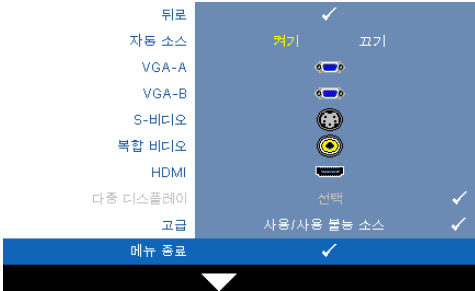 뒤로
자동 소스 켜기 끄기
VGA-A
VGA-B
S-비디오
복합 비디오
HDMI
다중 디스플레이 선택
고급 사용/사용 불능 소스
메뉴 종료